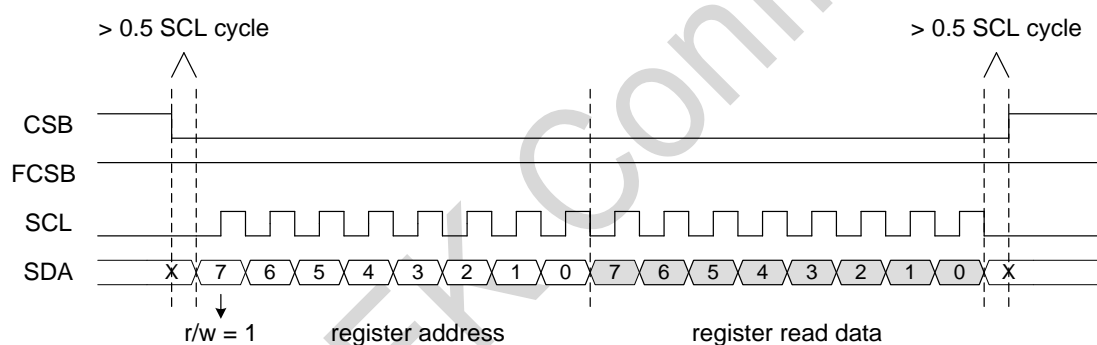 > 0.5 SCL cycle > 0.5 SCL cycle
CSB
FCSB
SCL
SDA X 7 6 5 4 3 2 1 0 7 6 5 4 3 2 1 0 X
r/w = 1 register address register read data